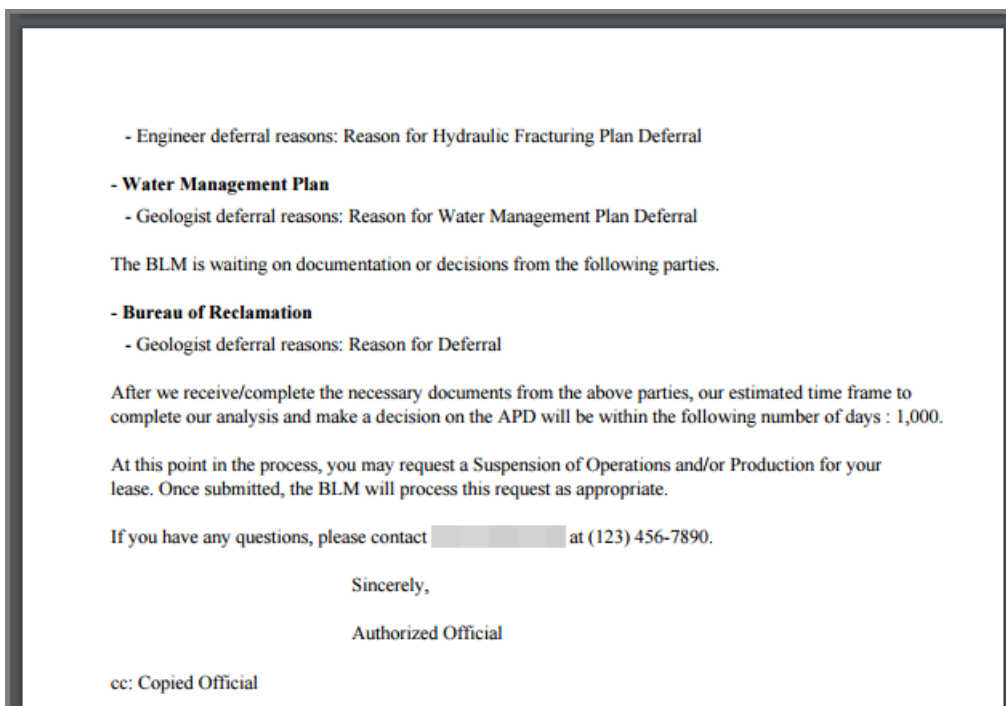 - Engineer deferral reasons: Reason for Hydraulic Fracturing Plan Deferral
- Water Management Plan
- Geologist deferral reasons: Reason for Water Management Plan Deferral
The BLM is waiting on documentation or decisions from the following parties.
- Bureau of Reclamation
- Geologist deferral reasons: Reason for Deferral
After we receive/complete the necessary documents from the above parties, our estimated time frame to
complete our analysis and make a decision on the APD will be within the following number of days : 1,000.
At this point in the process, you may request a Suspension of Operations and/or Production for your
lease. Once submitted, the BLM will process this request as appropriate.
If you have any questions, please contact at (123) 456-7890.
Sincerely,
Authorized Official
cc: Copied Official